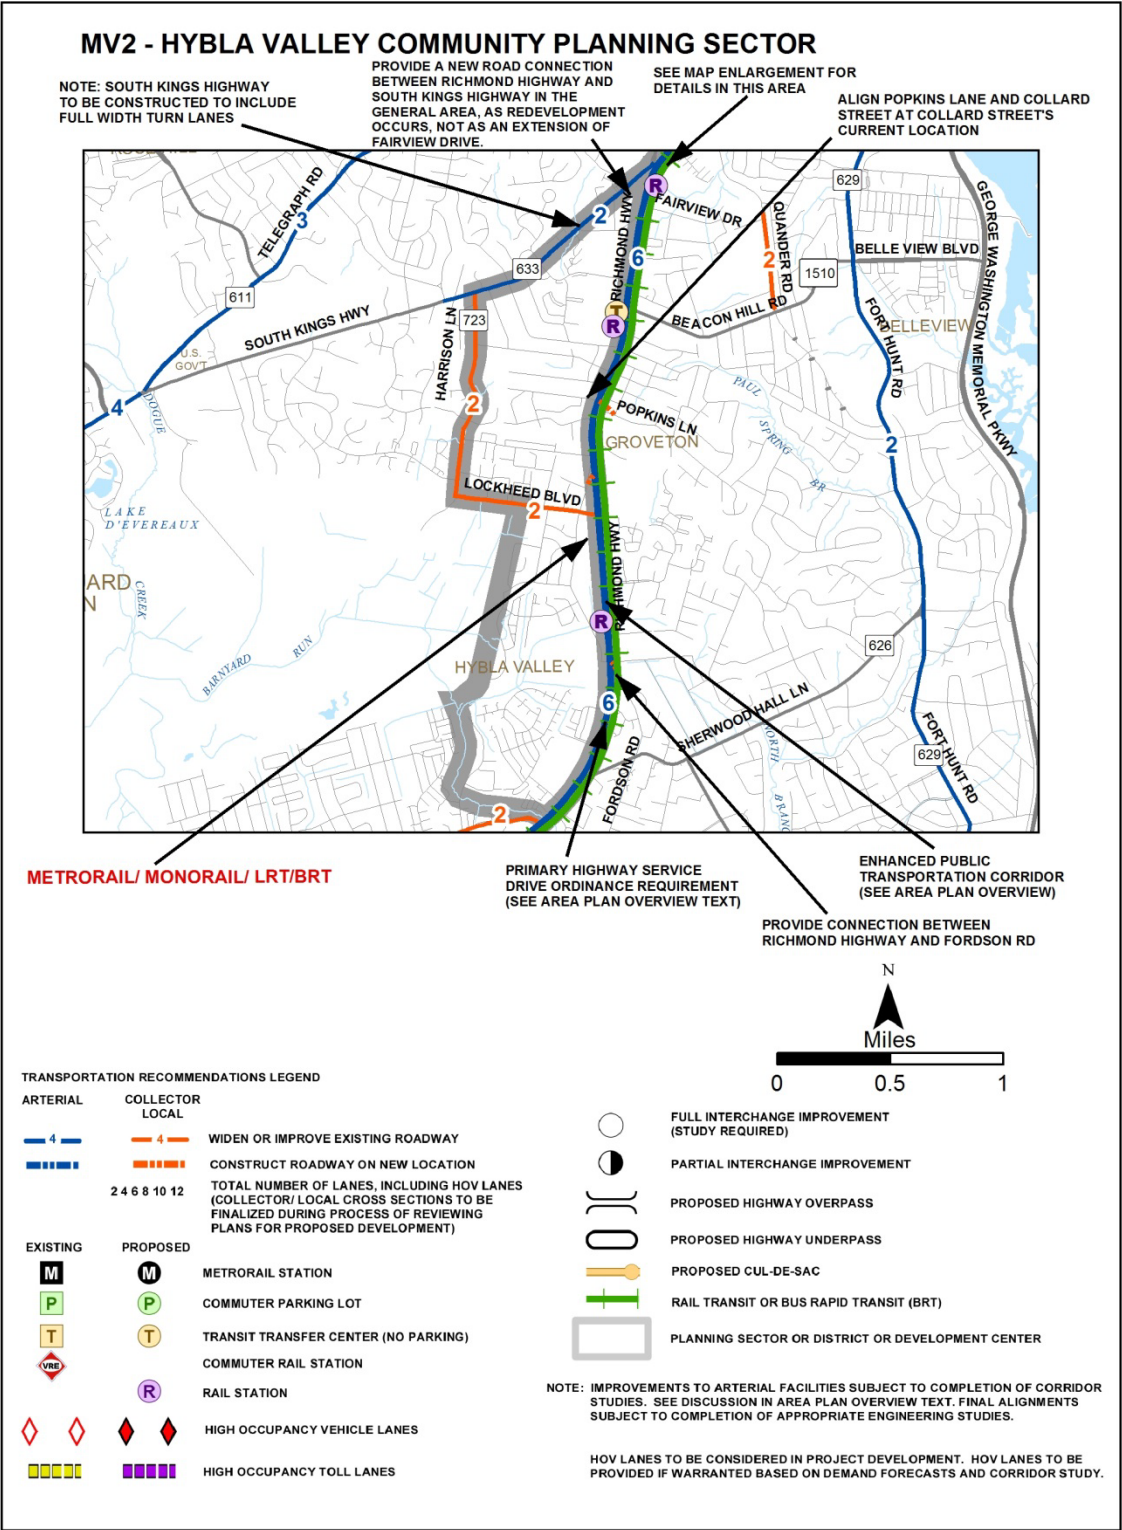 MV2 - HYBLA VALLEY COMMUNITY PLANNING SECTOR
NOTE: SOUTH KINGS HIGHWAY
TO BE CONSTRUCTED TO INCLUDE
FULL WIDTH TURN LANES
PROVIDE A NEW ROAD CONNECTION
BETWEEN RICHMOND HIGHWAY AND
SOUTH KINGS HIGHWAY IN THE
GENERAL AREA, AS REDEVELOPMENT
OCCURS, NOT AS AN EXTENSION OF
FAIRVIEW DRIVE.
SEE MAP ENLARGEMENT FOR
DETAILS IN THIS AREA
ALIGN POPKINS LANE AND COLLARD
STREET AT COLLARD STREET'S
CURRENT LOCATION
TELEGRAPH RD
3
611
SOUTH KINGS HWY
U.S.
GOV'T
4
DOGUE
633
2
723
HARRISON LN
2
RICHMOND HWY
R
FAIRVIEW DR
6
T
R
QUANDER RD
2
BEACON HILL RD
1510
629
BELLE VIEW BLVD
GEORGE WASHINGTON MEMORIAL PKWY
FORT HUNT RD
BELLEVIEW
2
PAUL
SPRING
BR
POPKINS LN
GROVETON
LOCKHEED BLVD
2
LAKE
D'EVEREAUX
CREEK
ARD
N
BARNYARD
RUN
RICHMOND HWY
R
HYBLA VALLEY
6
626
SHERWOOD HALL LN
FORDSON RD
NORTH
BRANC
629
FORT HUNT RD
2
METRORAIL/ MONORAIL/ LRT/BRT
PRIMARY HIGHWAY SERVICE
DRIVE ORDINANCE REQUIREMENT
(SEE AREA PLAN OVERVIEW TEXT)
ENHANCED PUBLIC
TRANSPORTATION CORRIDOR
(SEE AREA PLAN OVERVIEW)
PROVIDE CONNECTION BETWEEN
RICHMOND HIGHWAY AND FORDSON RD
N
Miles
0 0.5 1
TRANSPORTATION RECOMMENDATIONS LEGEND
ARTERIAL
COLLECTOR
LOCAL
4 4 WIDEN OR IMPROVE EXISTING ROADWAY
CONSTRUCT ROADWAY ON NEW LOCATION
2 4 6 8 10 12 TOTAL NUMBER OF LANES, INCLUDING HOV LANES
(COLLECTOR/ LOCAL CROSS SECTIONS TO BE
FINALIZED DURING PROCESS OF REVIEWING
PLANS FOR PROPOSED DEVELOPMENT)
EXISTING PROPOSED
M M METRORAIL STATION
P P COMMUTER PARKING LOT
T T TRANSIT TRANSFER CENTER (NO PARKING)
VRE COMMUTER RAIL STATION
R RAIL STATION
HIGH OCCUPANCY VEHICLE LANES
HIGH OCCUPANCY TOLL LANES
FULL INTERCHANGE IMPROVEMENT
(STUDY REQUIRED)
PARTIAL INTERCHANGE IMPROVEMENT
PROPOSED HIGHWAY OVERPASS
PROPOSED HIGHWAY UNDERPASS
PROPOSED CUL-DE-SAC
RAIL TRANSIT OR BUS RAPID TRANSIT (BRT)
PLANNING SECTOR OR DISTRICT OR DEVELOPMENT CENTER
NOTE: IMPROVEMENTS TO ARTERIAL FACILITIES SUBJECT TO COMPLETION OF CORRIDOR
STUDIES. SEE DISCUSSION IN AREA PLAN OVERVIEW TEXT. FINAL ALIGNMENTS
SUBJECT TO COMPLETION OF APPROPRIATE ENGINEERING STUDIES.
HOV LANES TO BE CONSIDERED IN PROJECT DEVELOPMENT. HOV LANES TO BE
PROVIDED IF WARRANTED BASED ON DEMAND FORECASTS AND CORRIDOR STUDY.